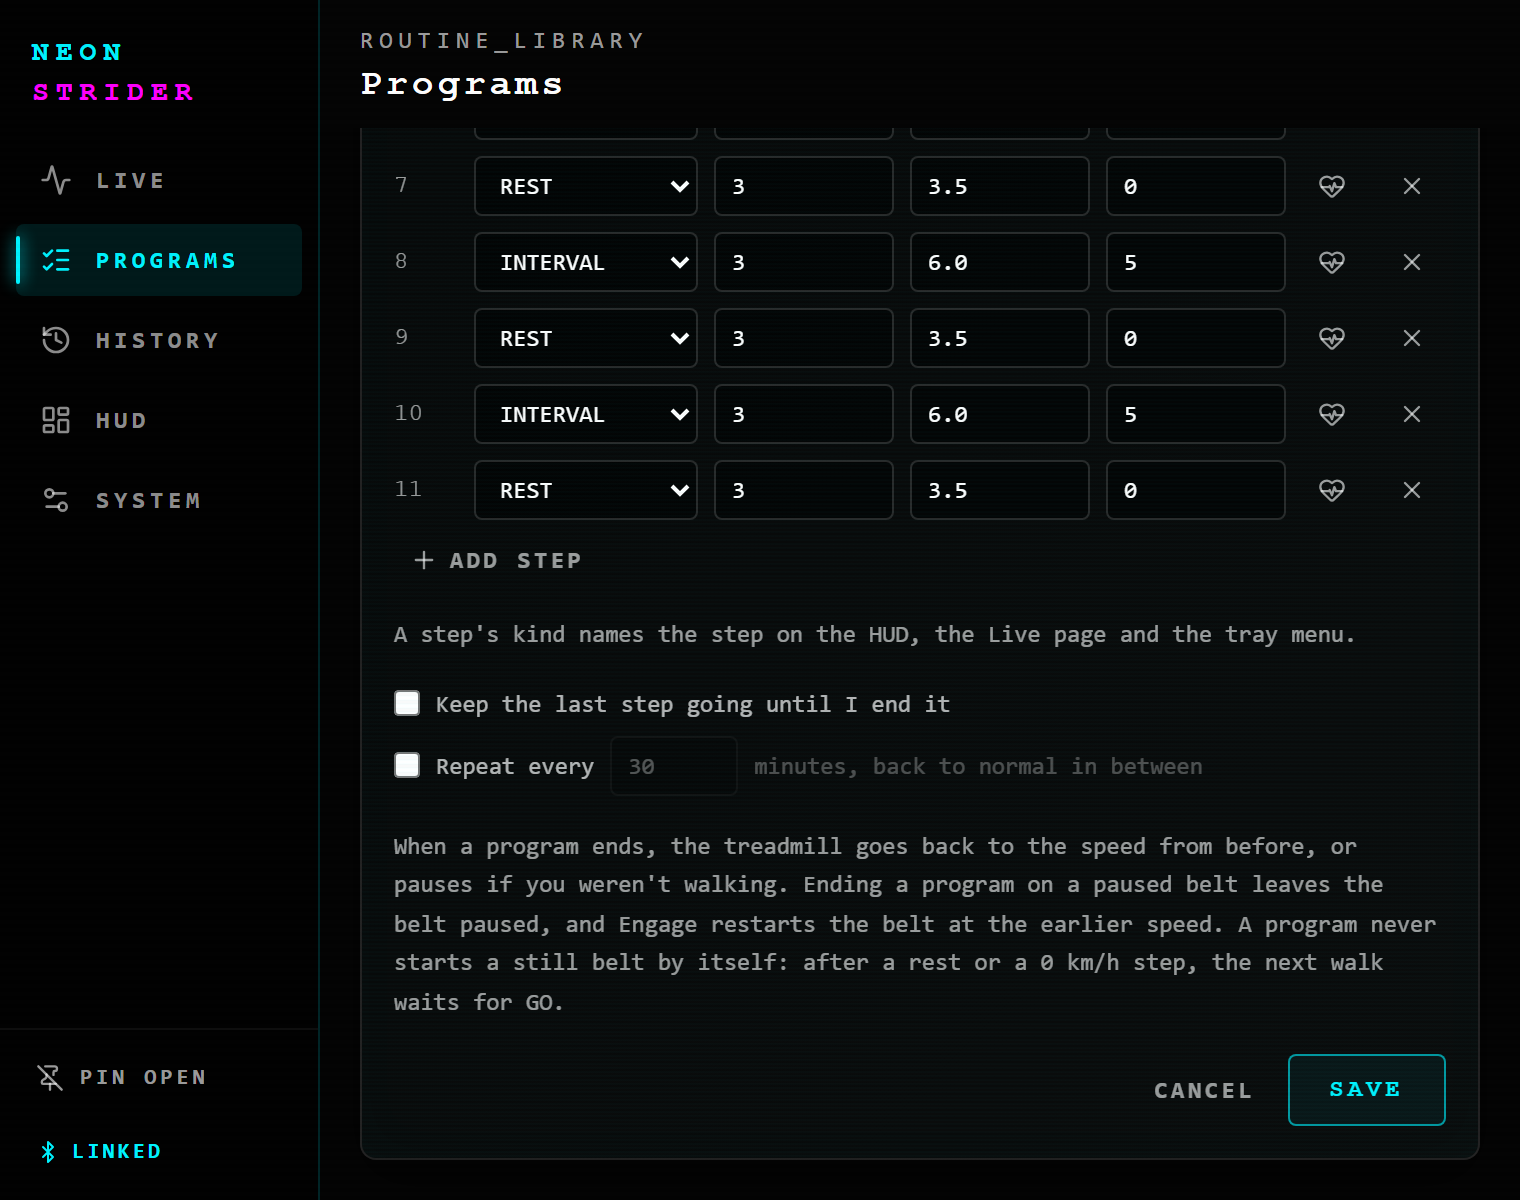 NEON
STRIDER
LIVE
PROGRAMS
HISTORY
HUD
SYSTEM
PIN OPEN
LINKED
ROUTINE_LIBRARY
Programs
7 REST 3 3.5 0
8 INTERVAL 3 6.0 5
9 REST 3 3.5 0
10 INTERVAL 3 6.0 5
11 REST 3 3.5 0
ADD STEP
A step's kind names the step on the HUD, the Live page and the tray menu.
Keep the last step going until I end it
Repeat every 30 minutes, back to normal in between
When a program ends, the treadmill goes back to the speed from before, or
pauses if you weren't walking. Ending a program on a paused belt leaves the
belt paused, and Engage restarts the belt at the earlier speed. A program never
starts a still belt by itself: after a rest or a 0 km/h step, the next walk
waits for GO.
CANCEL
SAVE